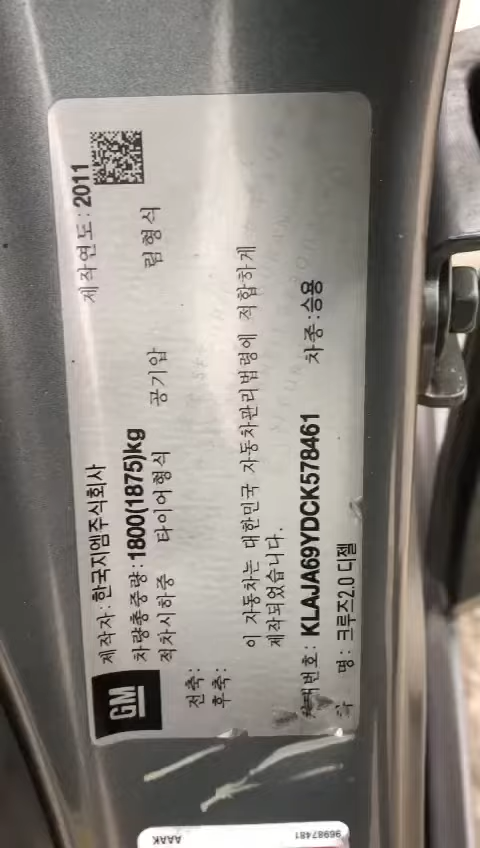 GM
제작자:한국지엠주식회사 제작연도:2011
차량총중량:1800(1875)kg
적차시하중 타이어형식 공기압 림형식
전축:
후축:
이 자동차는 대한민국 자동차관리법령에 적합하게
제작되었습니다.
차대번호: KLAJA69YDCK578461 차종:승용
명: 크루즈2.0 디젤
96987481
AAAK